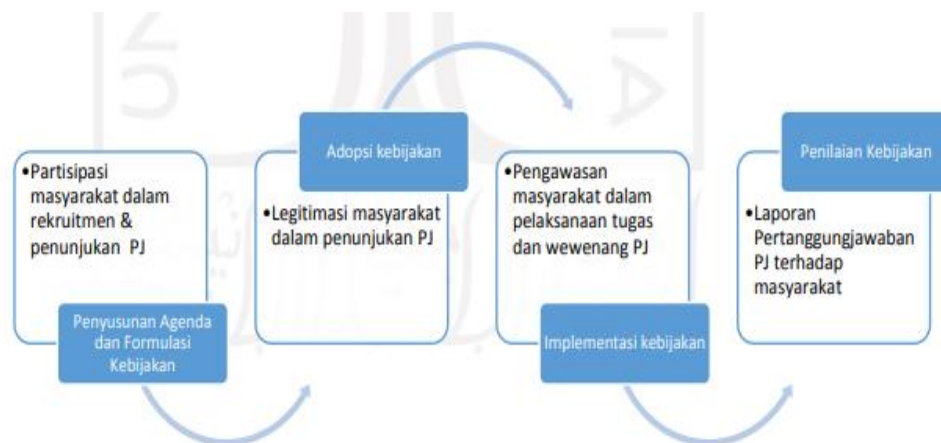 •Partisipasi
masyarakat dalam
rekruitmen &
penunjukan PJ
Penyusunan Agenda
dan Formulasi
Kebijakan
Adopsi kebijakan
•Legitimasi masyarakat
dalam penunjukan PJ
•Pengawasan
masyarakat dalam
pelaksanaan tugas
dan wewenang PJ
Implementasi kebijakan
Penilaian Kebijakan
•Laporan
Pertanggungjawaban
PJ terhadap
masyarakat